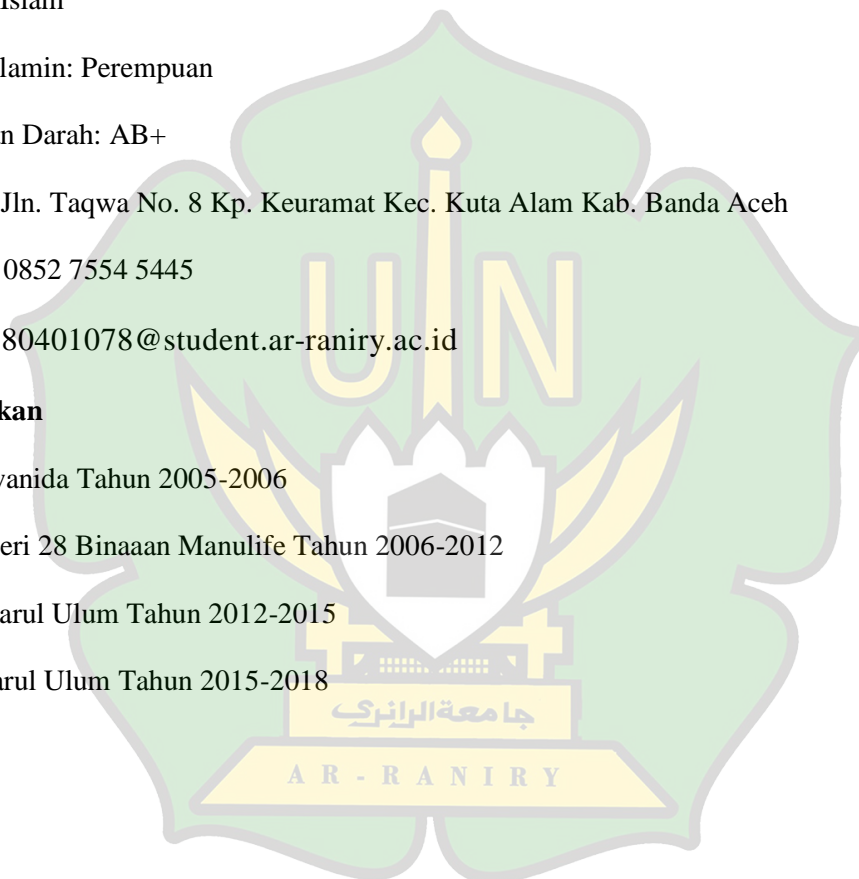 Islam
lamin: Perempuan
n Darah: AB+
Jln. Taqwa No. 8 Kp. Keuramat Kec. Kuta Alam Kab. Banda Aceh
0852 7554 5445
80401078@student.ar-raniry.ac.id
kan
vanida Tahun 2005-2006
eri 28 Binaaan Manulife Tahun 2006-2012
arul Ulum Tahun 2012-2015
arul Ulum Tahun 2015-2018
UIN
جامعةالرانري
AR-RANIRY